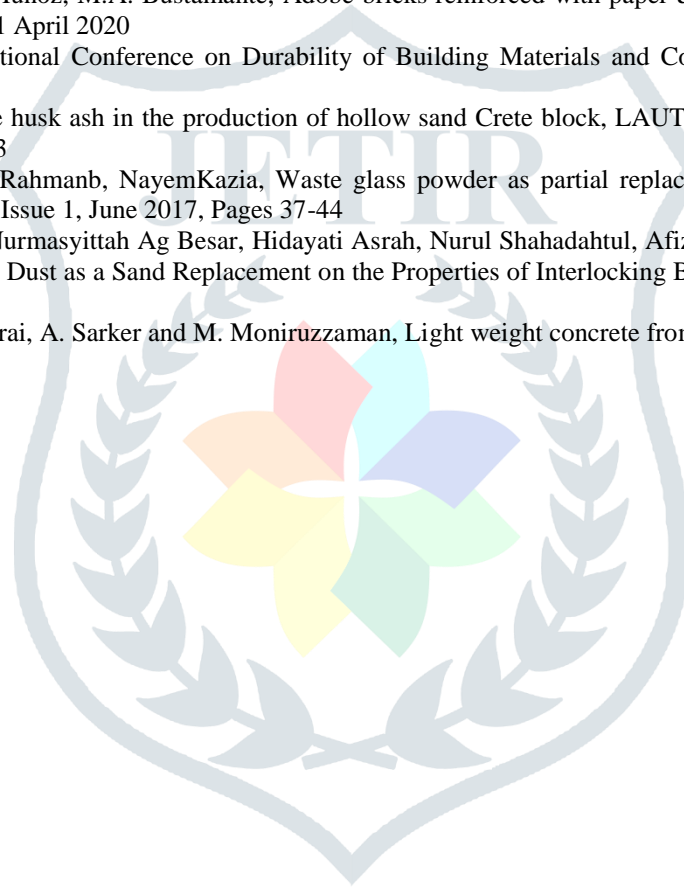 M.A. Bustamante, Adobe bricks reinforced with paper
April 2020
tional Conference on Durability of Building Materials and Co
husk ash in the production of hollow sand Crete block, LAUT
3
Rahmanb, NayemKazia, Waste glass powder as partial replac
Issue 1, June 2017, Pages 37-44
Nurmasyittah Ag Besar, Hidayati Asrah, Nurul Shahadahtul, Afiz
Dust as a Sand Replacement on the Properties of Interlocking B
rai, A. Sarker and M. Moniruzzaman, Light weight concrete from
JETIR